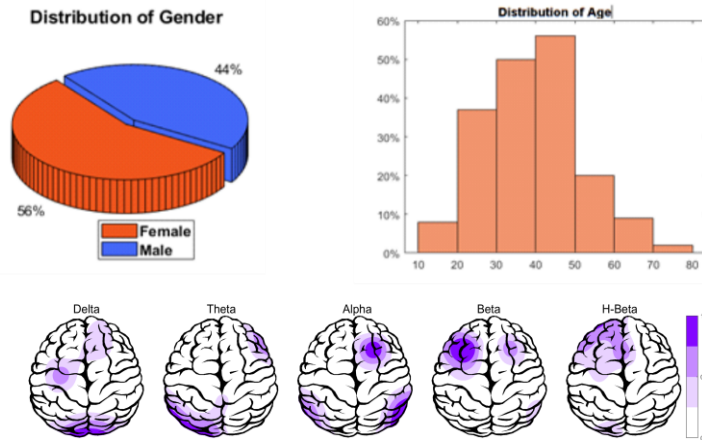 Distribution of Gender
44%
56%
Female
Male
Distribution of Age
60%
50%
40%
30%
20%
10%
0%
10 20 30 40 50 60 70 80
Delta Theta Alpha Beta H-Beta